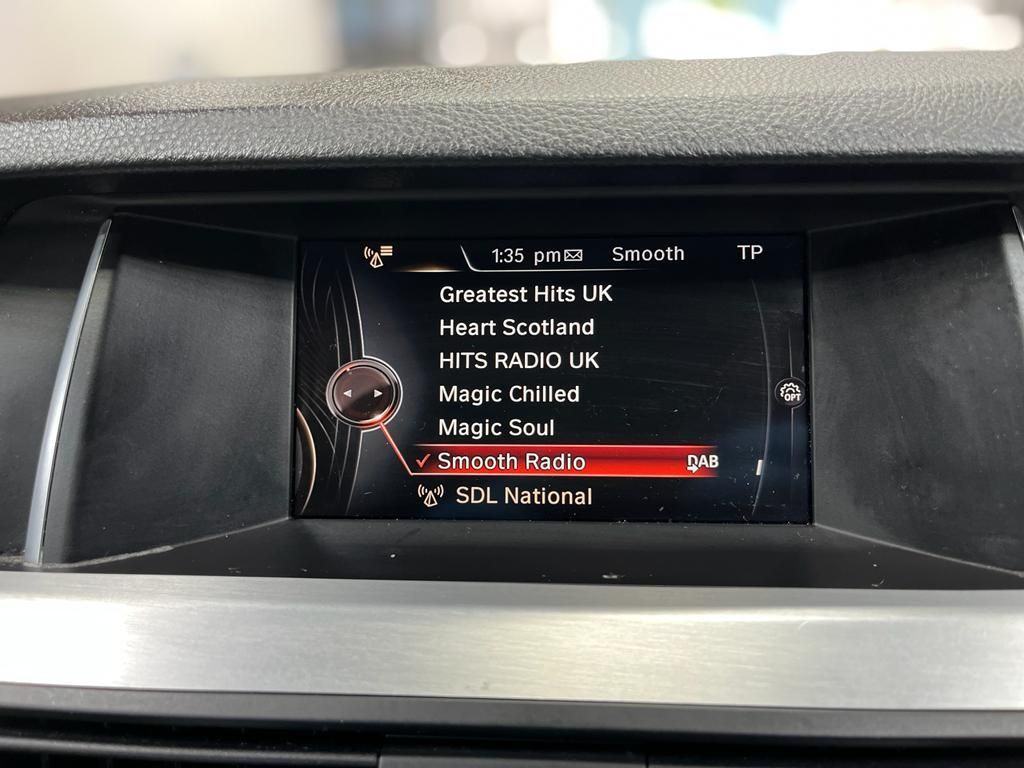 1:35 pm Smooth TP
Greatest Hits UK
Heart Scotland
HITS RADIO UK
Magic Chilled
OPT
Magic Soul
Smooth Radio DAB
SDL National